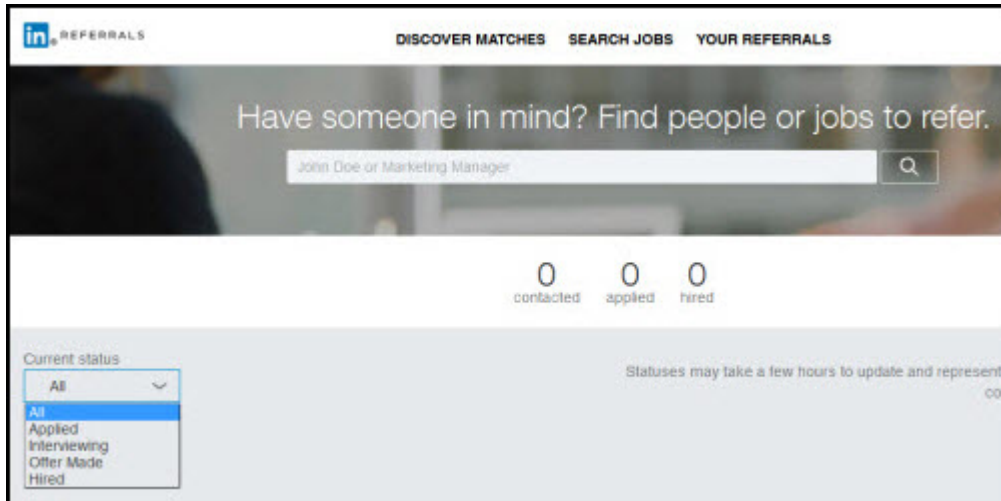 in® REFERRALS
DISCOVER MATCHES SEARCH JOBS YOUR REFERRALS
Have someone in mind? Find people or jobs to refer.
John Doe or Marketing Manager
0 0 0
contacted applied hired
Current status
All
All
Applied
Interviewing
Offer Made
Hired
Statuses may take a few hours to update and represent
co